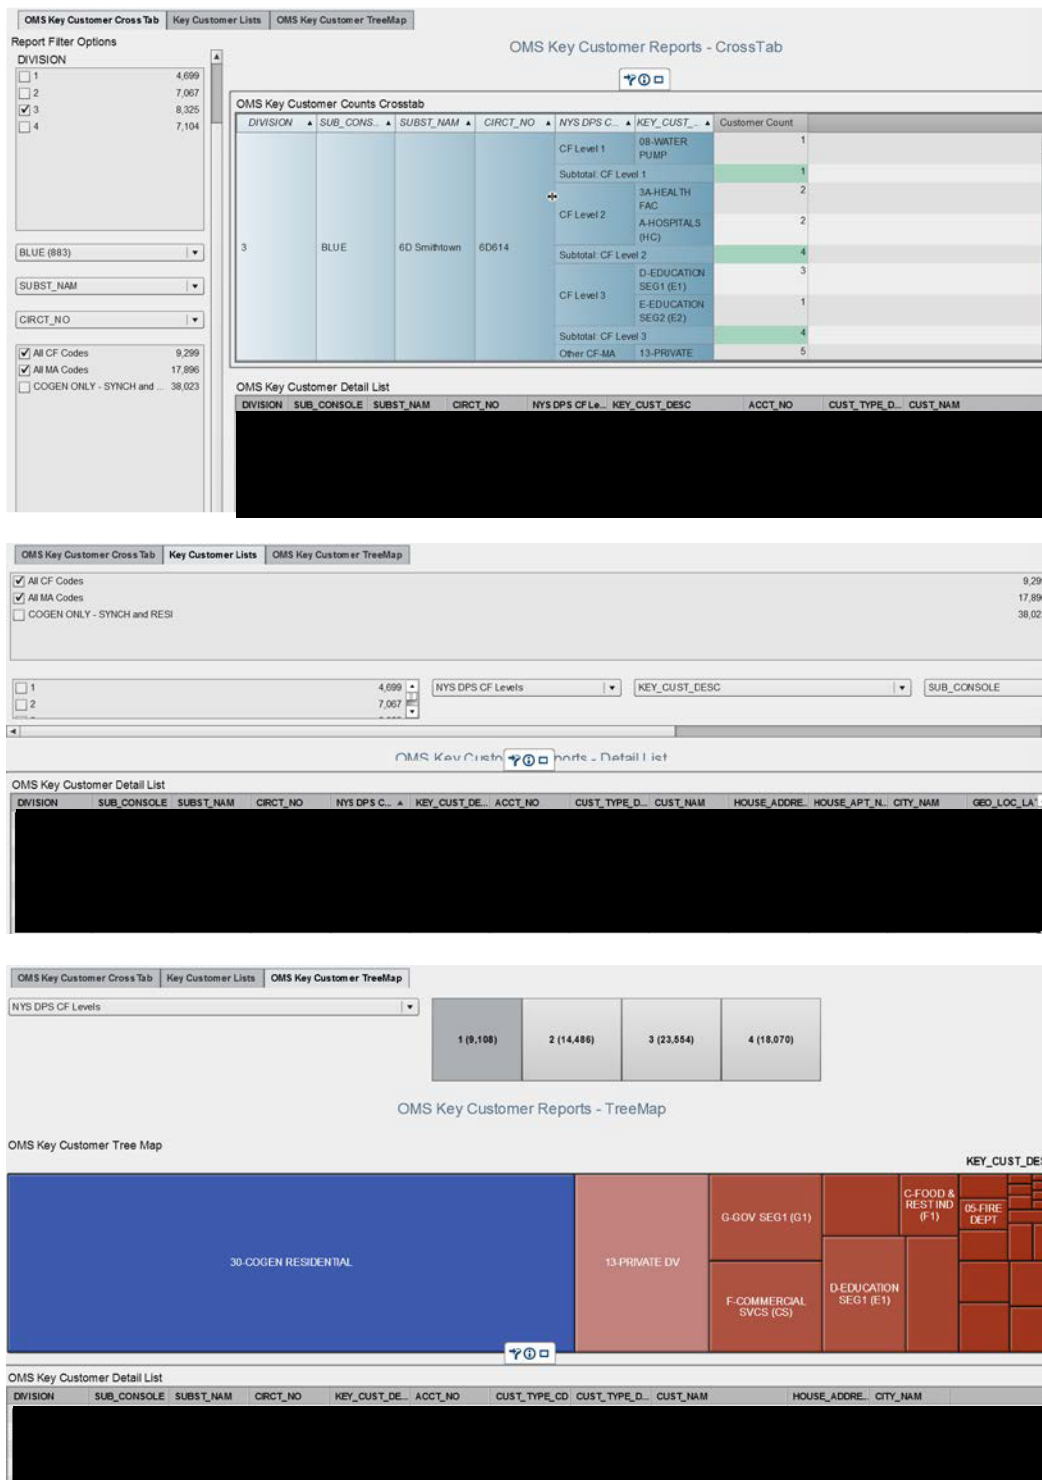 OMS Key Customer Cross Tab Key Customer Lists OMS Key Customer TreeMap
Report Filter Options
OMS Key Customer Reports - CrossTab
DIVISION
1 4,699
2 7,067
3 8,325
4 7,104
BLUE (883)
SUBST_NAM
CIRCT_NO
All CF Codes 9,299
All MA Codes 17,896
COGEN ONLY - SYNCH and ... 38,023
OMS Key Customer Counts Crosstab
DIVISION SUB_CONS... SUBST_NAM CIRCT_NO NYS DPS C... KEY_CUST_... Customer Count
CF Level 1 08-WATER PUMP 1
Subtotal: CF Level 1 1
3 BLUE 6D Smithtown 6D614
CF Level 2 3A-HEALTH FAC 2
A-HOSPITALS (HC) 2
Subtotal: CF Level 2 4
CF Level 3 D-EDUCATION SEG1 (E1) 3
E-EDUCATION SEG2 (E2) 1
Subtotal: CF Level 3 4
Other CF-MA 13-PRIVATE 5
OMS Key Customer Detail List
DIVISION SUB_CONSOLE SUBST_NAM CIRCT_NO NYS DPS CF Le... KEY_CUST_DESC ACCT_NO CUST_TYPE_D... CUST_NAM
OMS Key Customer Cross Tab Key Customer Lists OMS Key Customer TreeMap
All CF Codes 9,29
All MA Codes 17,89
COGEN ONLY - SYNCH and RESI 38,02
1 4,699
2 7,067
NYS DPS CF Levels KEY_CUST_DESC SUB_CONSOLE
OMS Key Custo ports - Detail List
OMS Key Customer Detail List
DIVISION SUB_CONSOLE SUBST_NAM CIRCT_NO NYS DPS C... KEY_CUST_DE... ACCT_NO CUST_TYPE_D... CUST_NAM HOUSE_ADDRE... HOUSE_APT_N... CITY_NAM GEO_LOC_LAT
OMS Key Customer Cross Tab Key Customer Lists OMS Key Customer TreeMap
NYS DPS CF Levels
1 (9,108) 2 (14,486) 3 (23,554) 4 (18,070)
OMS Key Customer Reports - TreeMap
OMS Key Customer Tree Map
KEY_CUST_DES
30-COGEN RESIDENTIAL
13-PRIVATE DV
G-GOV SEG1 (G1)
F-COMMERCIAL
SVCS (CS)
D-EDUCATION
SEG1 (E1)
C-FOOD &
REST IND
(F1)
05-FIRE
DEPT
OMS Key Customer Detail List
DIVISION SUB_CONSOLE SUBST_NAM CIRCT_NO KEY_CUST_DE... ACCT_NO CUST_TYPE_CD CUST_TYPE_D... CUST_NAM HOUSE_ADDRE... CITY_NAM